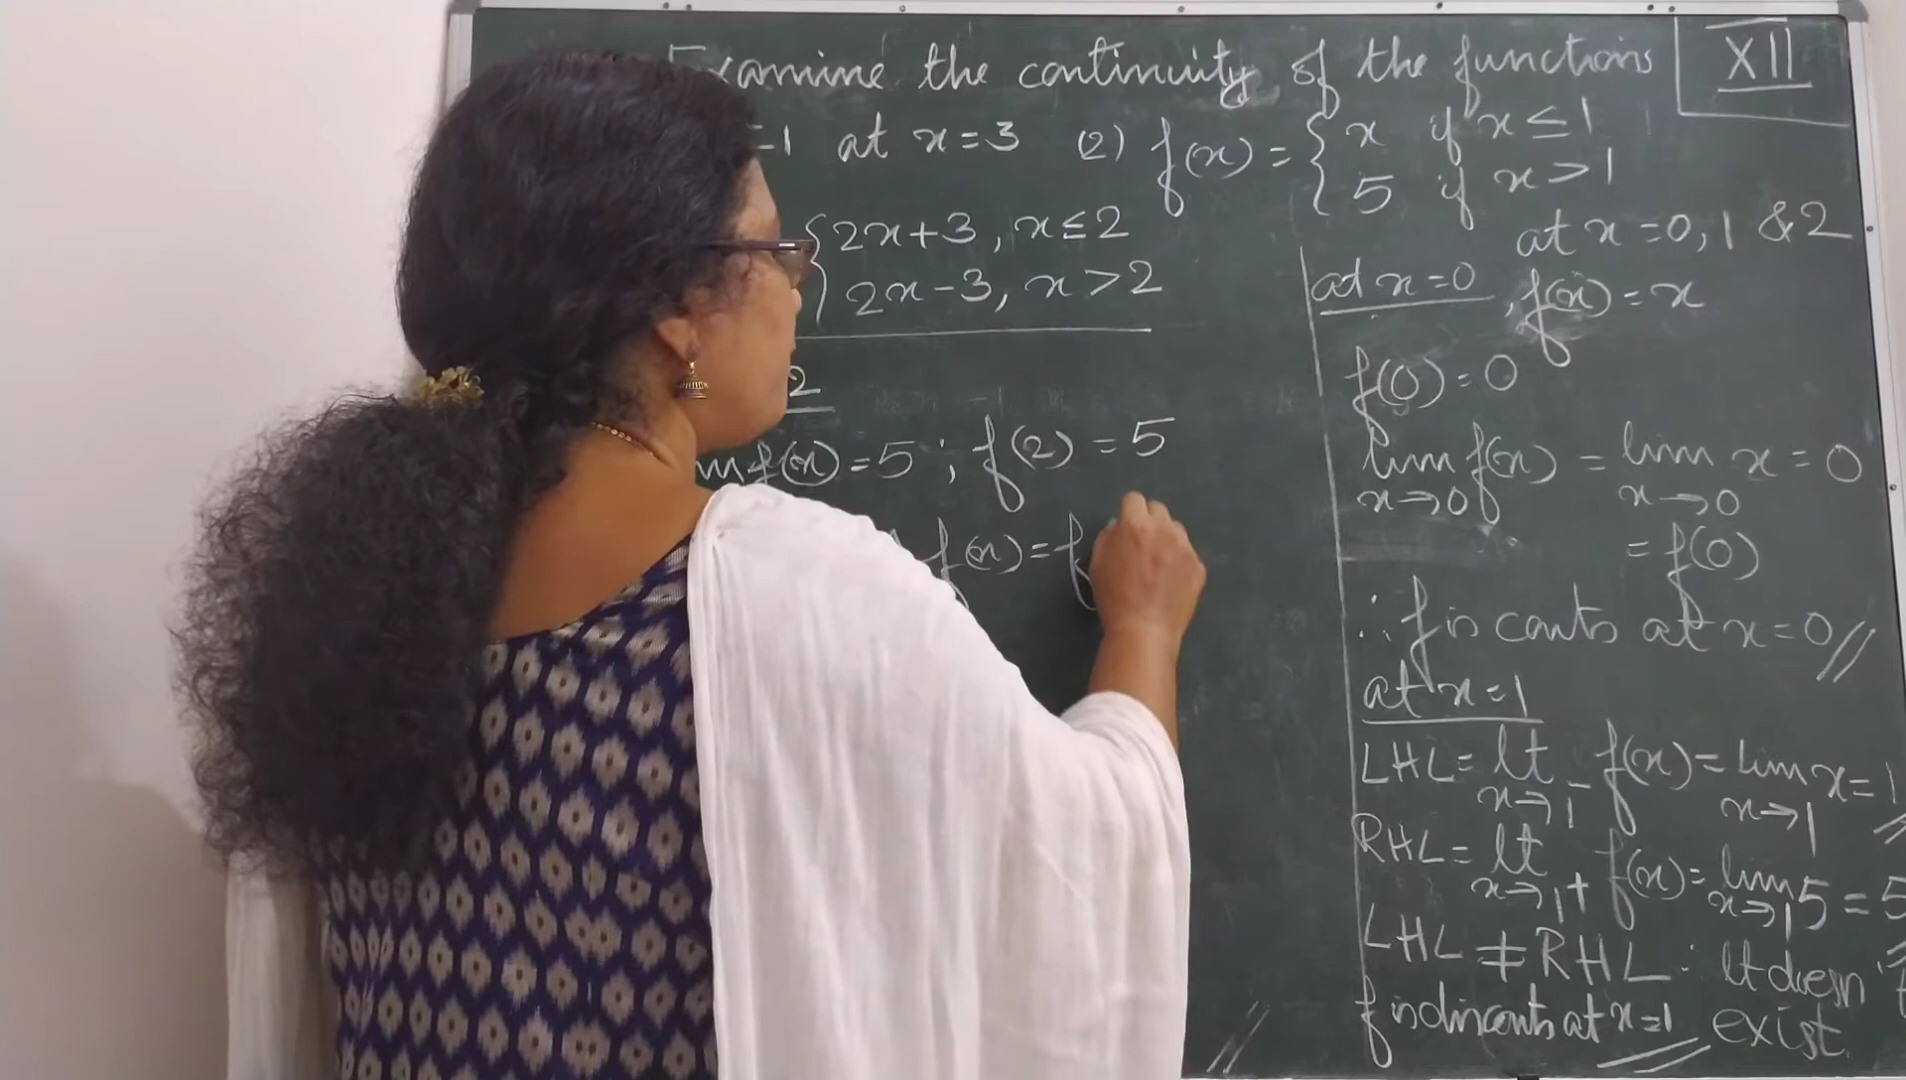 Examine the continuity of the functions
XII
=1 at x=3 (2) f(x) = { x if x ≤ 1
5 if x > 1
at x=0, 1 & 2
{ 2x+3, x ≤ 2
2x-3, x > 2
2
f(x) = 5 ; f(2) = 5
f(x) = f
at x=0, f(x) = x
f(0) = 0
lim f(x) = lim x = 0
x→0 x→0
= f(0)
∴ f is conts at x=0 //
at x=1
LHL = lt f(x) = lim x = 1
x→1⁻ x→1
RHL = lt f(x) = lim 5 = 5
x→1+ x→1
LHL ≠ RHL ∴ lt doesn't
f is disconts at x=1 exist